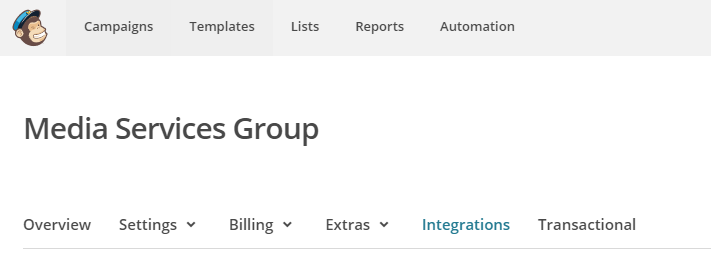 Campaigns Templates Lists Reports Automation
Media Services Group
Overview Settings Billing Extras Integrations Transactional